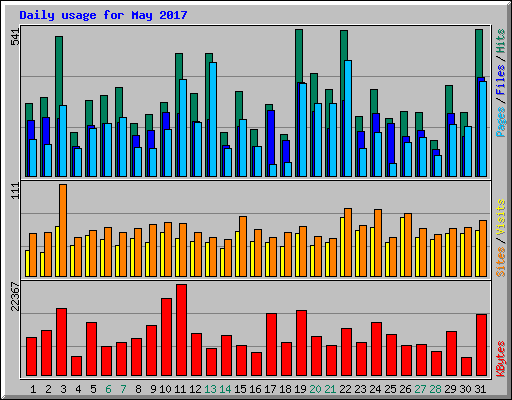 Daily usage for May 2017
541
Pages / Files / Hits
111
Sites / Visits
22367
KBytes
1 2 3 4 5 6 7 8 9 10 11 12 13 14 15 16 17 18 19 20 21 22 23 24 25 26 27 28 29 30 31